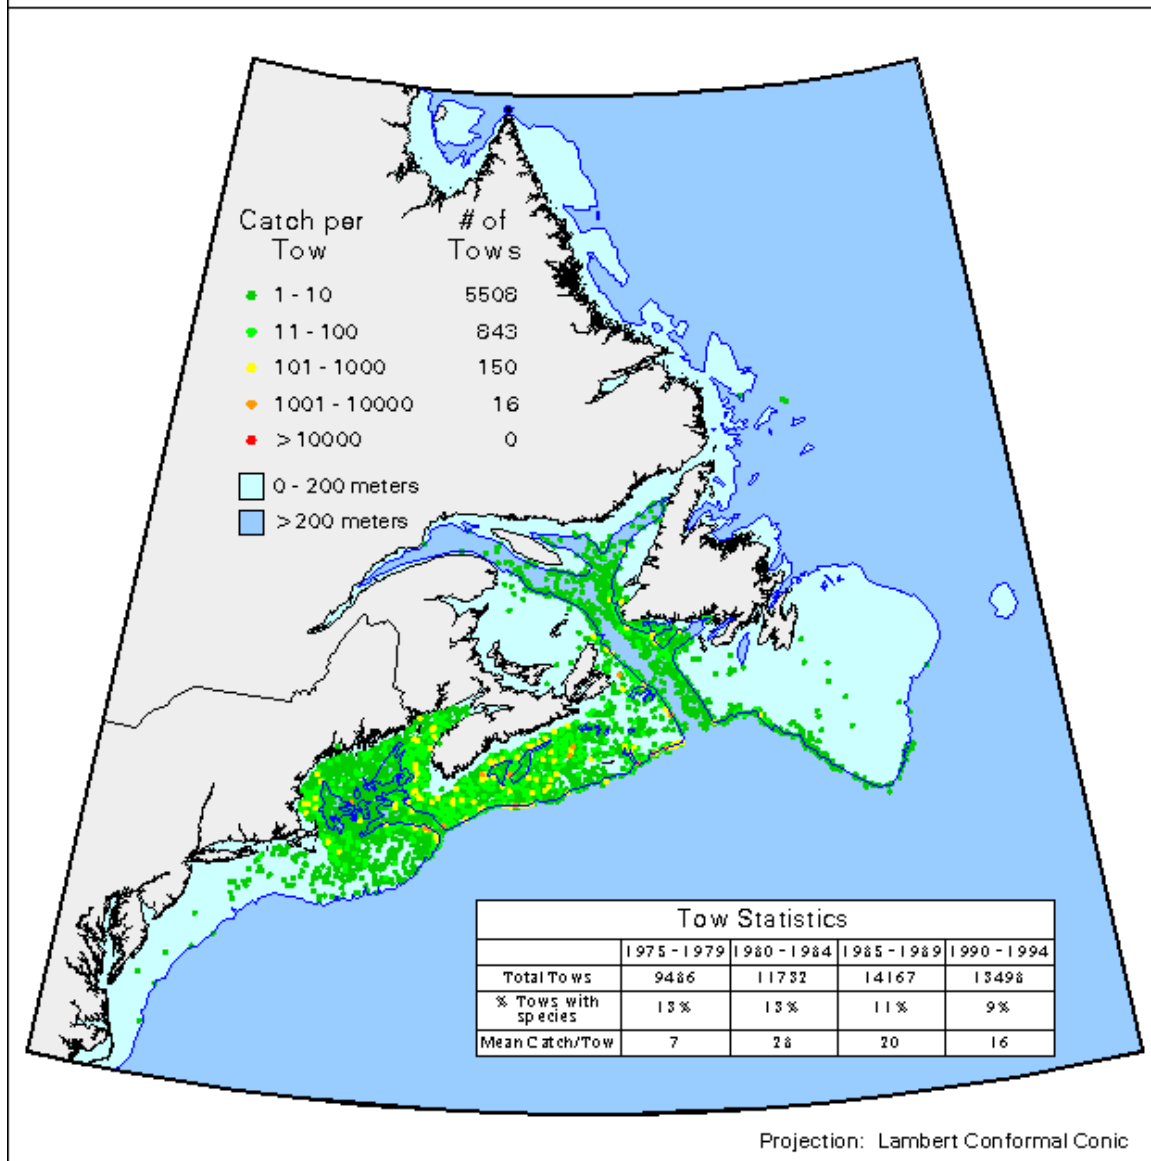 Catch per Tow # of Tows
1 - 10 5508
11 - 100 843
101 - 1000 150
1001 - 10000 16
>10000 0
0 - 200 meters
>200 meters
Tow Statistics
1975 - 1979 1980 - 1984 1985 - 1989 1990 - 1994
Total Tows 9486 11732 14167 13498
% Tows with species 13% 13% 11% 9%
Mean Catch/Tow 7 28 20 16
Projection: Lambert Conformal Conic